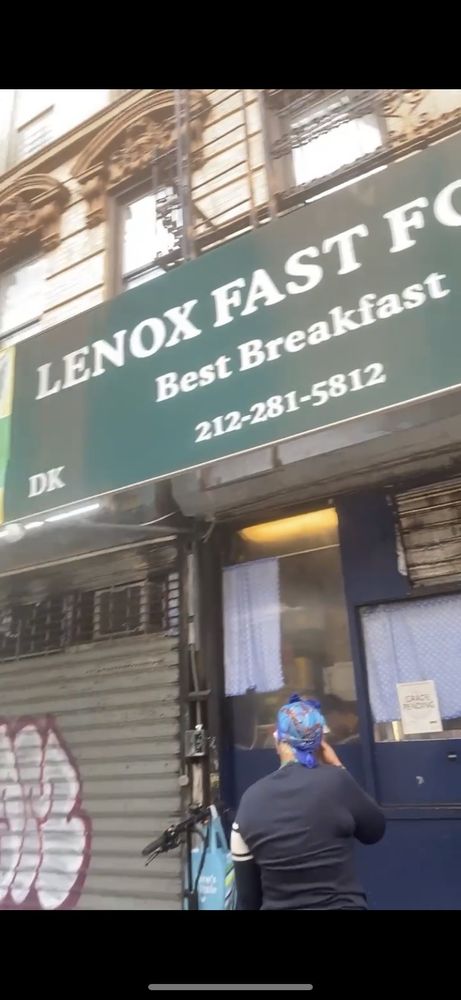 LENOX FAST FO
Best Breakfast
212-281-5812
DK
GRADE
PENDING